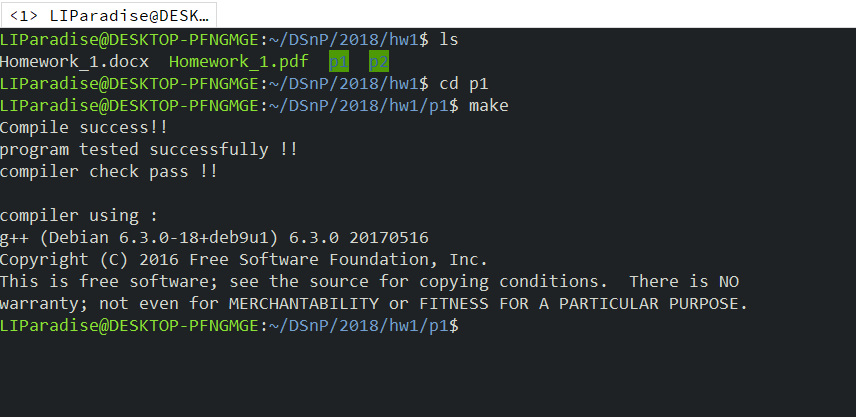 <1> LIParadise@DESK...
LIParadise@DESKTOP-PFNGMGE:~/DSnP/2018/hw1$ ls
Homework_1.docx  Homework_1.pdf  p1  p2
LIParadise@DESKTOP-PFNGMGE:~/DSnP/2018/hw1$ cd p1
LIParadise@DESKTOP-PFNGMGE:~/DSnP/2018/hw1/p1$ make
Compile success!!
program tested successfully !!
compiler check pass !!
compiler using :
g++ (Debian 6.3.0-18+deb9u1) 6.3.0 20170516
Copyright (C) 2016 Free Software Foundation, Inc.
This is free software; see the source for copying conditions.  There is NO
warranty; not even for MERCHANTABILITY or FITNESS FOR A PARTICULAR PURPOSE.
LIParadise@DESKTOP-PFNGMGE:~/DSnP/2018/hw1/p1$